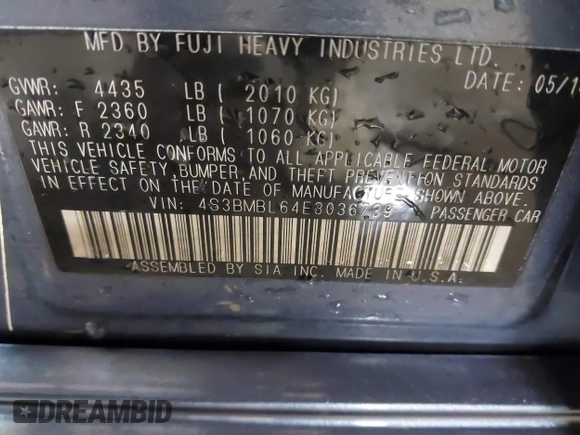 MFD. BY FUJI HEAVY INDUSTRIES LTD.
DATE: 05/1
GVWR: 4435 LB ( 2010 KG)
GAWR: F 2360 LB ( 1070 KG)
GAWR: R 2340 LB ( 1060 KG)
THIS VEHICLE CONFORMS TO ALL APPLICABLE FEDERAL MOTOR
VEHICLE SAFETY, BUMPER, AND THEFT PREVENTION STANDARDS
IN EFFECT ON THE DATE OF MANUFACTURE SHOWN ABOVE.
VIN: 4S3BMBL64E3036239 PASSENGER CAR
ASSEMBLED BY SIA INC. MADE IN U.S.A.
DREAMBID